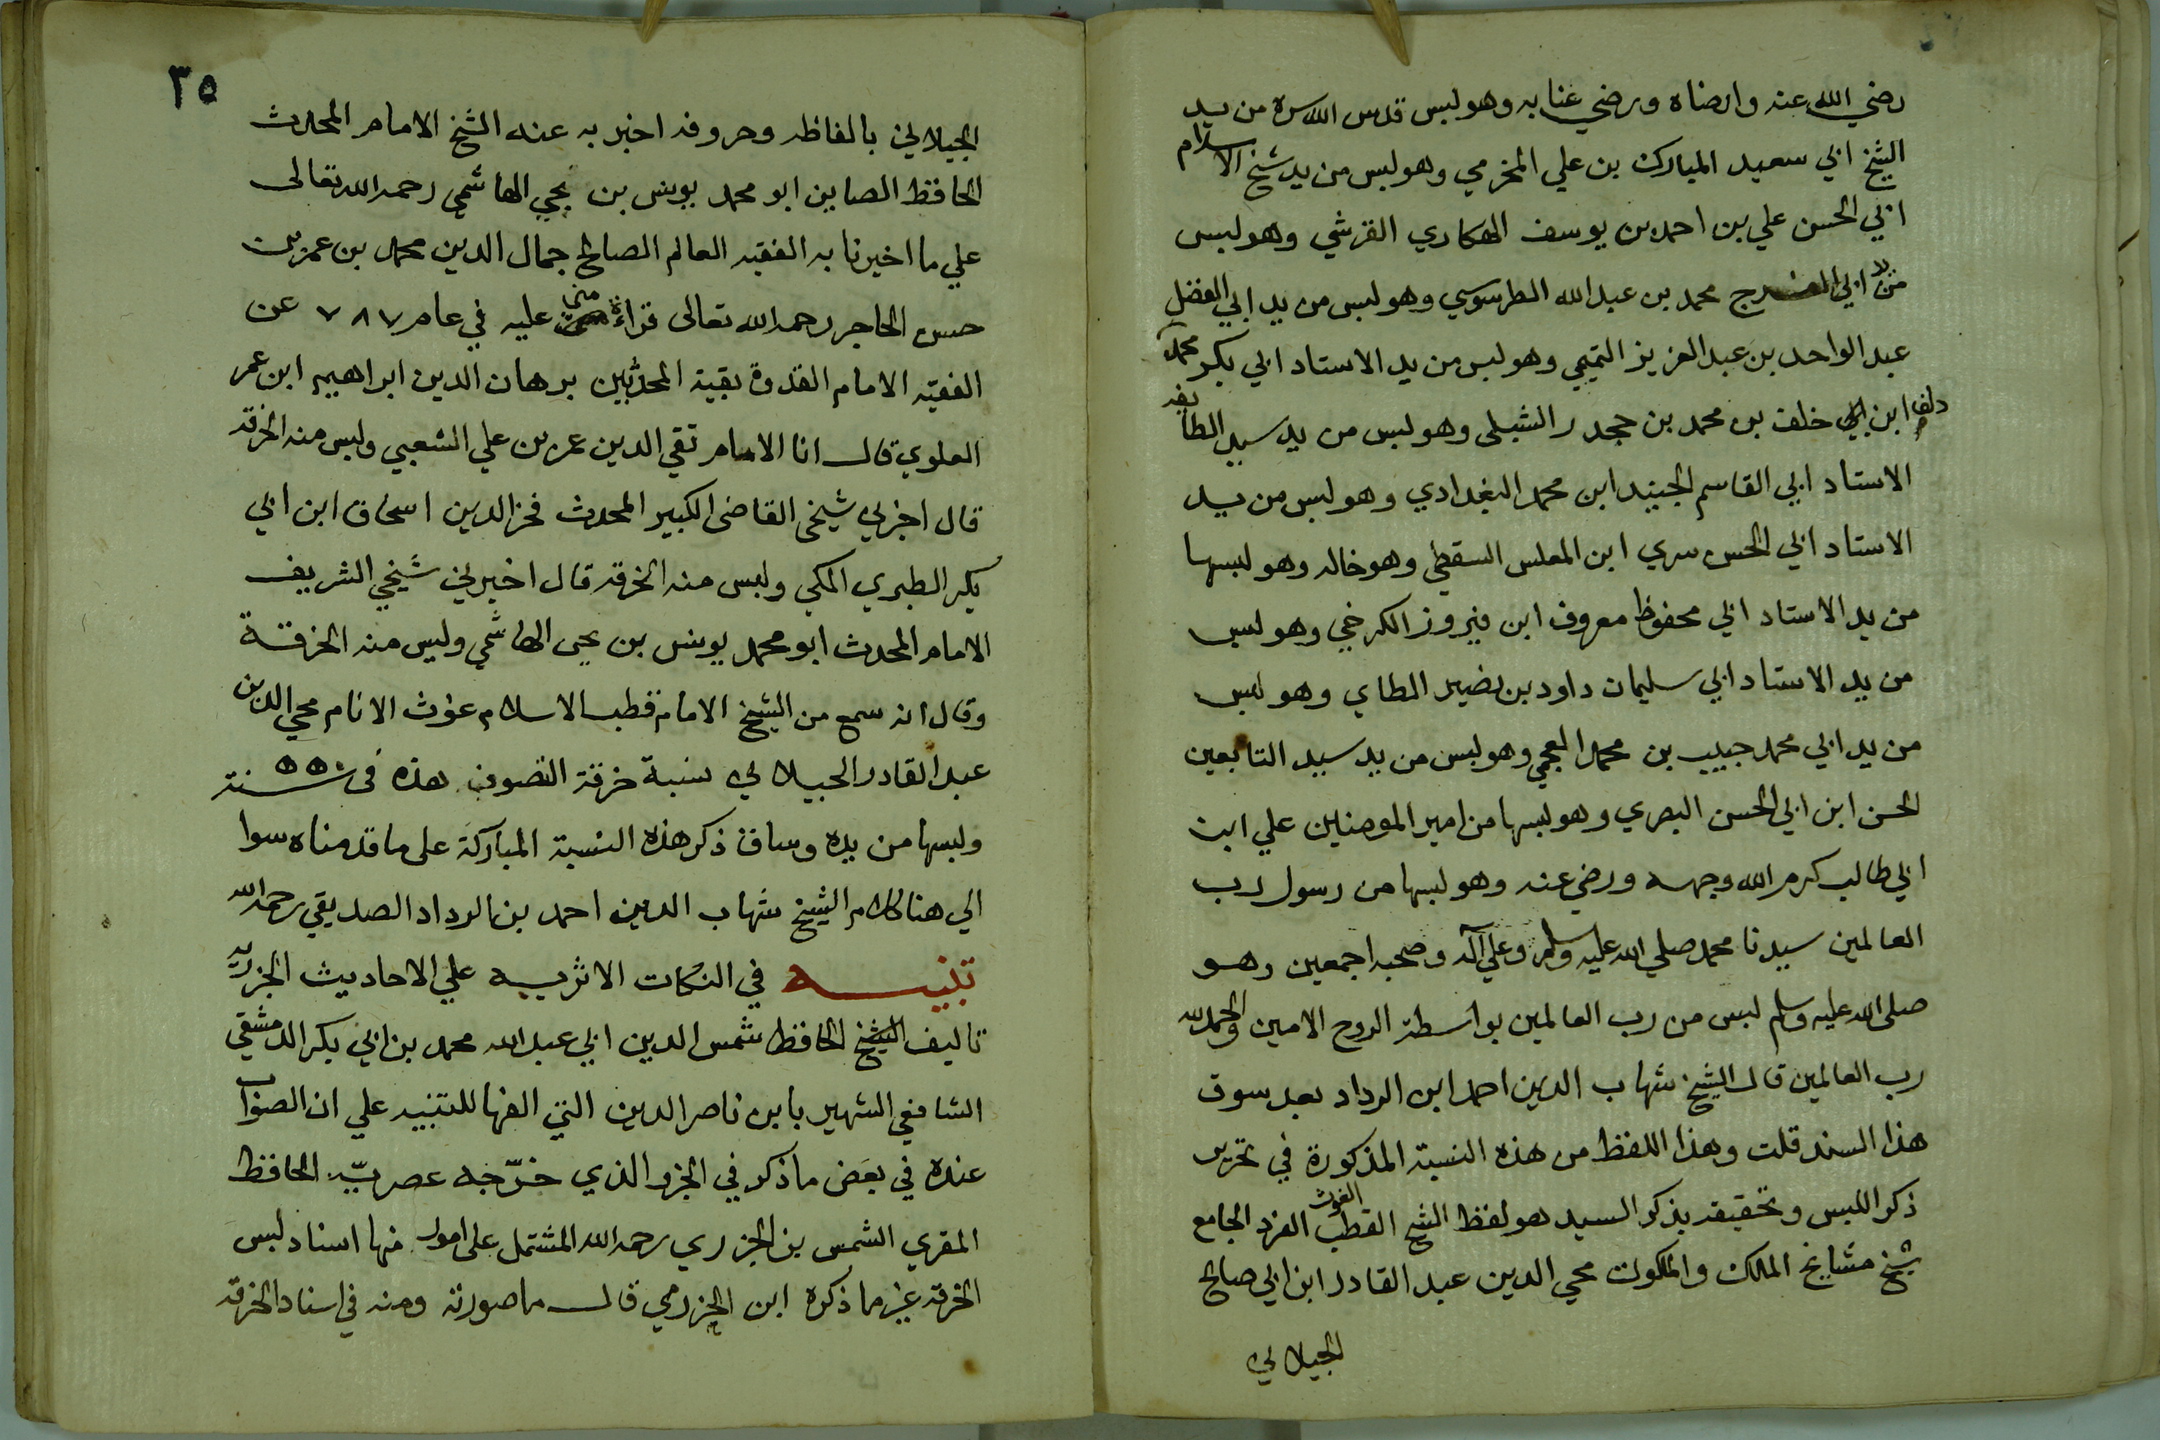 رضي الله عنه وارضاه ورضي عنا به وهو لبس قدس الله سره من يد
الشيخ ابي سعيد المبارك بن علي المخرمي وهو لبس من يد شيخ الاسلام
ابي الحسن علي بن احمد بن يوسف الهكاري القرشي وهو لبس
من ابي الفرج محمد بن عبد الله الطرسوسي وهو لبس من يد ابي الفضل
عبد الواحد بن عبد العزيز التميمي وهو لبس من يد الاستاد ابي بكر محمد
دلف ابن خلف بن محمد بن جحدر الشبلى وهو لبس من يد سيد الطائفه
الاستاد ابي القاسم الجنيد ابن محمد البغدادي وهو لبس من يد
الاستاد ابي الحسن سري ابن المغلس السقطي وهو خاله وهو لبسها
من يد الاستاد ابي محفوظ معروف ابن فيروز الكرخي وهو لبس
من يد الاستاد ابي سليمان داود بن نصير الطاي وهو لبس
من يد ابي محمد حبيب بن محمد العجمي وهو لبس من يد سيد التابعين
الحسن ابن ابي الحسن البصري وهو لبسها من امير المومنين علي ابن
ابي طالب كرم الله وجهه ورضي عنه وهو لبسها من رسول رب
العالمين سيدنا محمد صلي الله عليه وسلم وعلي آله وصحبه اجمعين وهو
صلى الله عليه وسلم لبس من رب العالمين بواسطة الروح الامين والحمد لله
رب العالمين قال الشيخ شهاب الدين احمد ابن الرداد بعد سوق
هذا السند قلت وهذا اللفظ من هذه النسبة المذكورة في تحرير
ذكر اللبس وتحقيقه بذكر السيد هو لفظ الشيخ القطب الغوث الفرد الجامع
شيخ مشايخ الملك والملكوت محيي الدين عبد القادر ابن ابي صالح
الجيلاني
٣٥
الجيلاني بالفاظه وحروفه اخبر به عنه الشيخ الامام المحدث
الحافظ الصاين ابو محمد يونس بن يحيي الهاشمي رحمه الله تعالى
علي ما اخبرنا به الفقيه العالم الصالح جمال الدين محمد بن عمر بن
حسن الحاجر رحمه الله تعالى قراءة مني عليه في عام ٧٨٧ عن
الفقيه الامام القدوة بقية المحدثين برهان الدين ابراهيم ابن عمر
العلوي قال انا الامام تقي الدين عمر بن علي الشعبي ولبس منه الخرقه
قال اخبرني شيخي القاضى الكبير المحدث فخر الدين اسحاق ابن ابي
بكر الطبري المكي ولبس منه الخرقه قال اخبرني شيخي الشريف
الامام المحدث ابو محمد يونس بن يحى الهاشمي ولبس منه الخرقة
وقال انه سمع من الشيخ الامام قطب الاسلام غوث الانام محي الدين
عبد القادر الجيلاني نسبة خرقة التصوف هذه فى سنة ٥٥٠
ولبسها من يده وساق ذكر هذه النسبة المباركة على ما قدمناه سوا
الي هنا كلام الشيخ شهاب الدين احمد بن الرداد الصديقي رحمه الله
تنبيه في النكات الاثريه علي الاحاديث الجزريه
تاليف الشيخ الحافظ شمس الدين ابي عبد الله محمد بن ابي بكر الدمشقي
الشافعي الشهير بابن ناصر الدين التي الفها للتنبيه علي ان الصواب
عنده في بعض ما ذكر في الجزء الذي خرّجه عصريّه الحافظ
المقري الشمس بن الجزري رحمه الله المشتمل على امور منها اسناد لبس
الخرقه غير ما ذكره ابن الجزري قال ما صورته ومنه في اسناد الخرقه